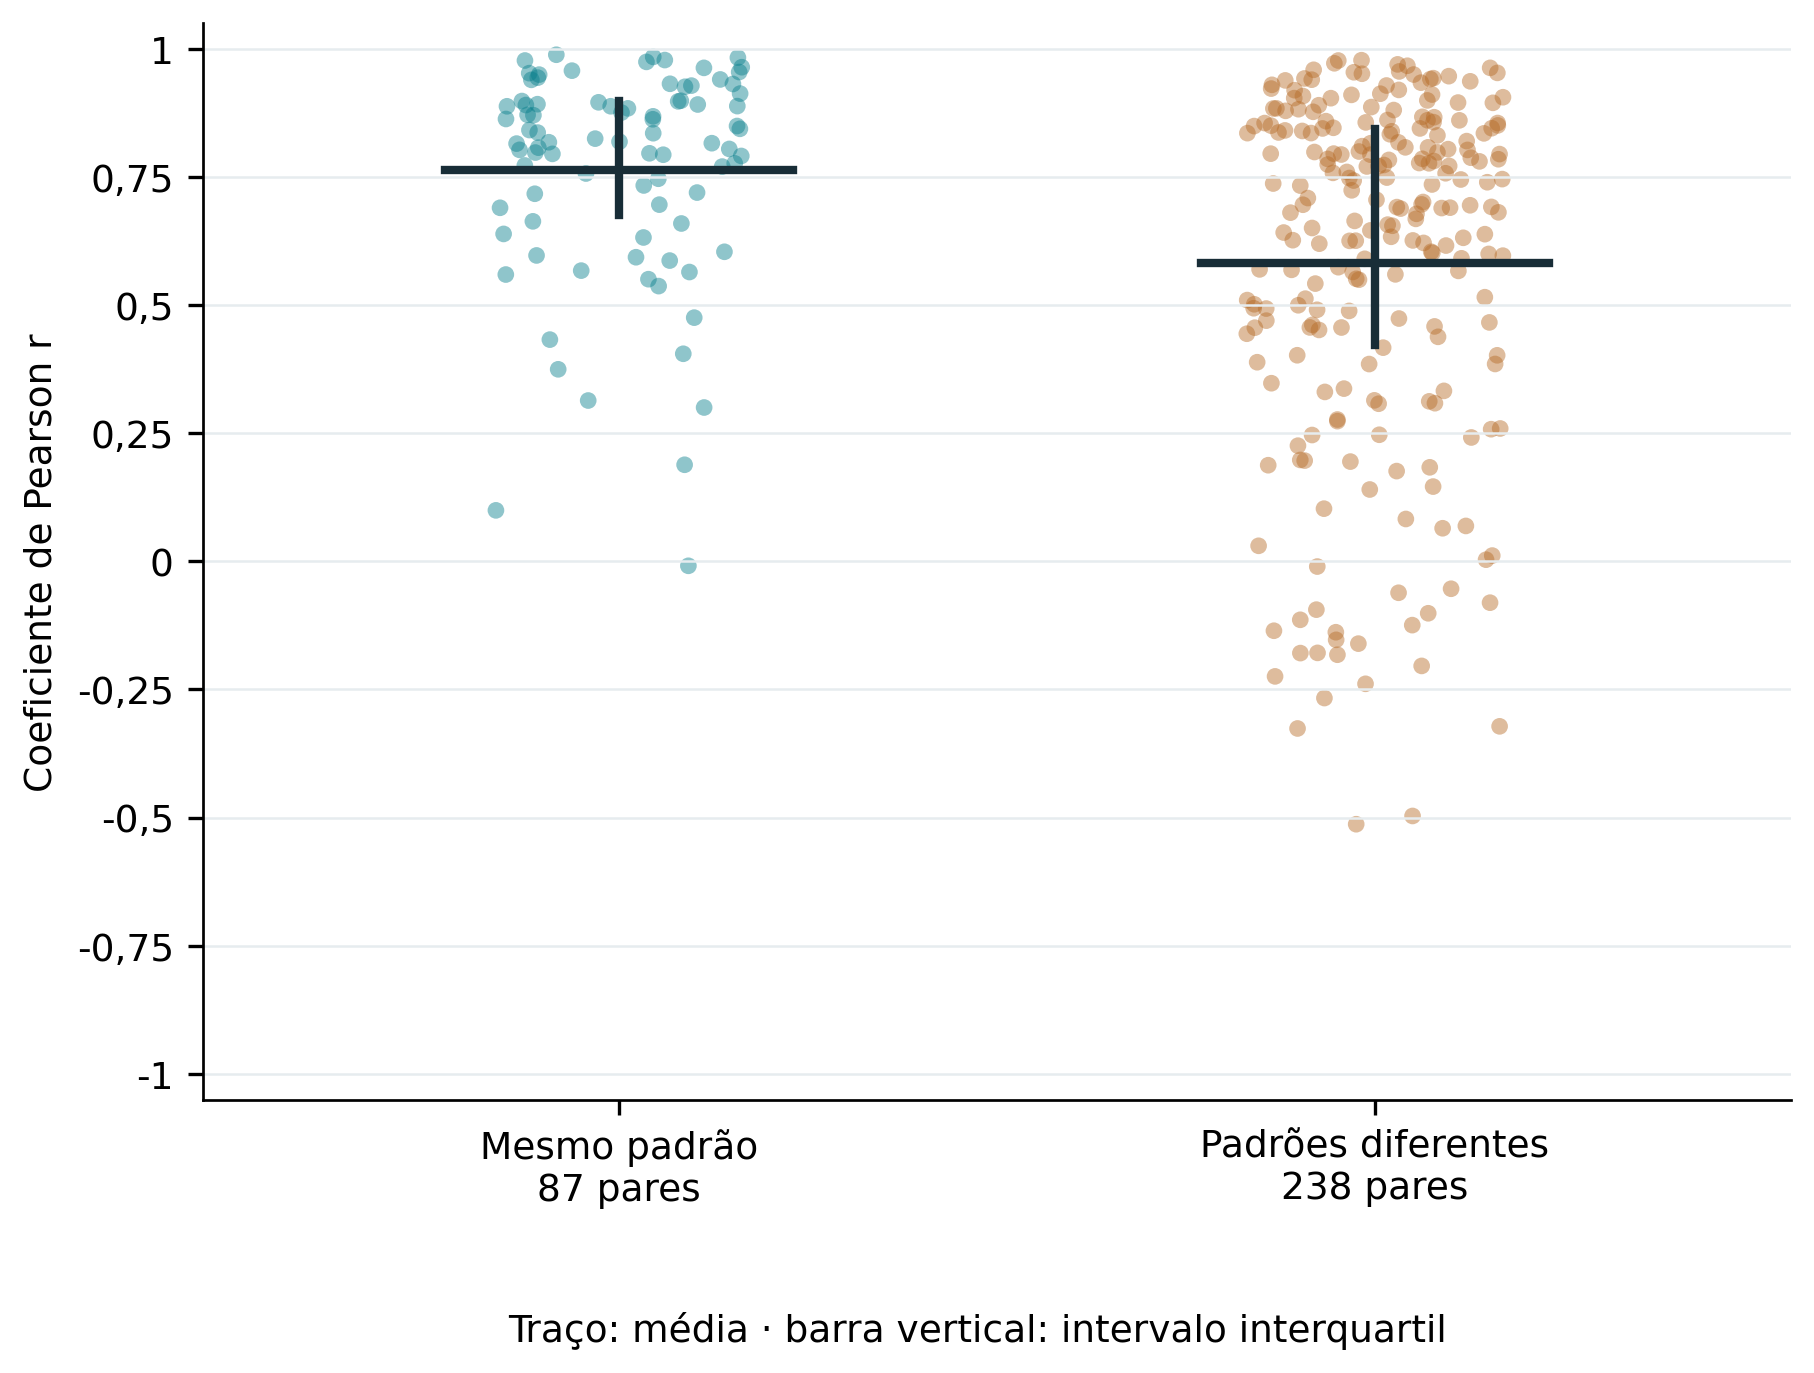 Coeficiente de Pearson r
1
0,75
0,5
0,25
0
-0,25
-0,5
-0,75
-1
Mesmo padrão
87 pares
Padrões diferentes
238 pares
Traço: média · barra vertical: intervalo interquartil